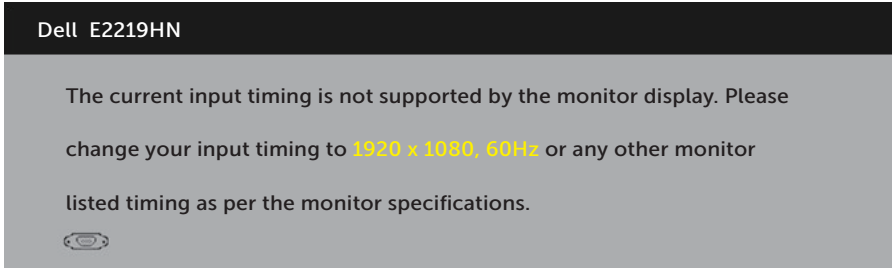 Dell E2219HN
The current input timing is not supported by the monitor display. Please
change your input timing to 1920 x 1080, 60Hz or any other monitor
listed timing as per the monitor specifications.